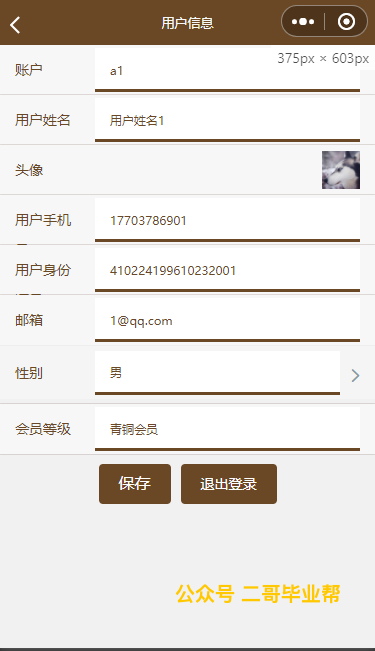 用户信息
375px × 603px
账户
a1
用户姓名
用户姓名1
头像
用户手机
17703786901
用户身份
410224199610232001
邮箱
1@qq.com
性别
男
会员等级
青铜会员
保存
退出登录
公众号 二哥毕业帮